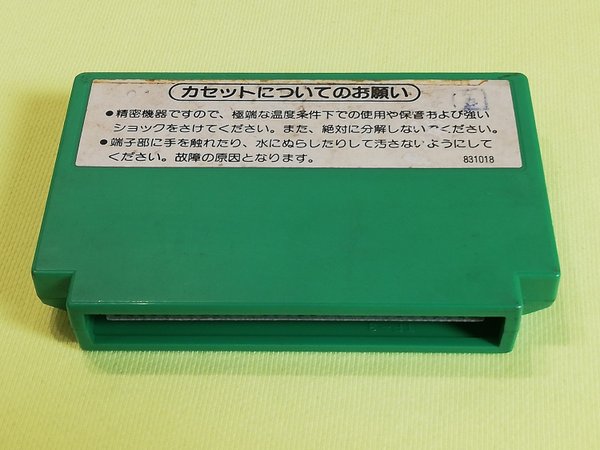 カセットについてのお願い
●精密機器ですので、極端な温度条件下での使用や保管および強い
ショックをさけてください。また、絶対に分解しないでください。
●端子部に手を触れたり、水にぬらしたりして汚さないようにして
ください。故障の原因となります。
831018